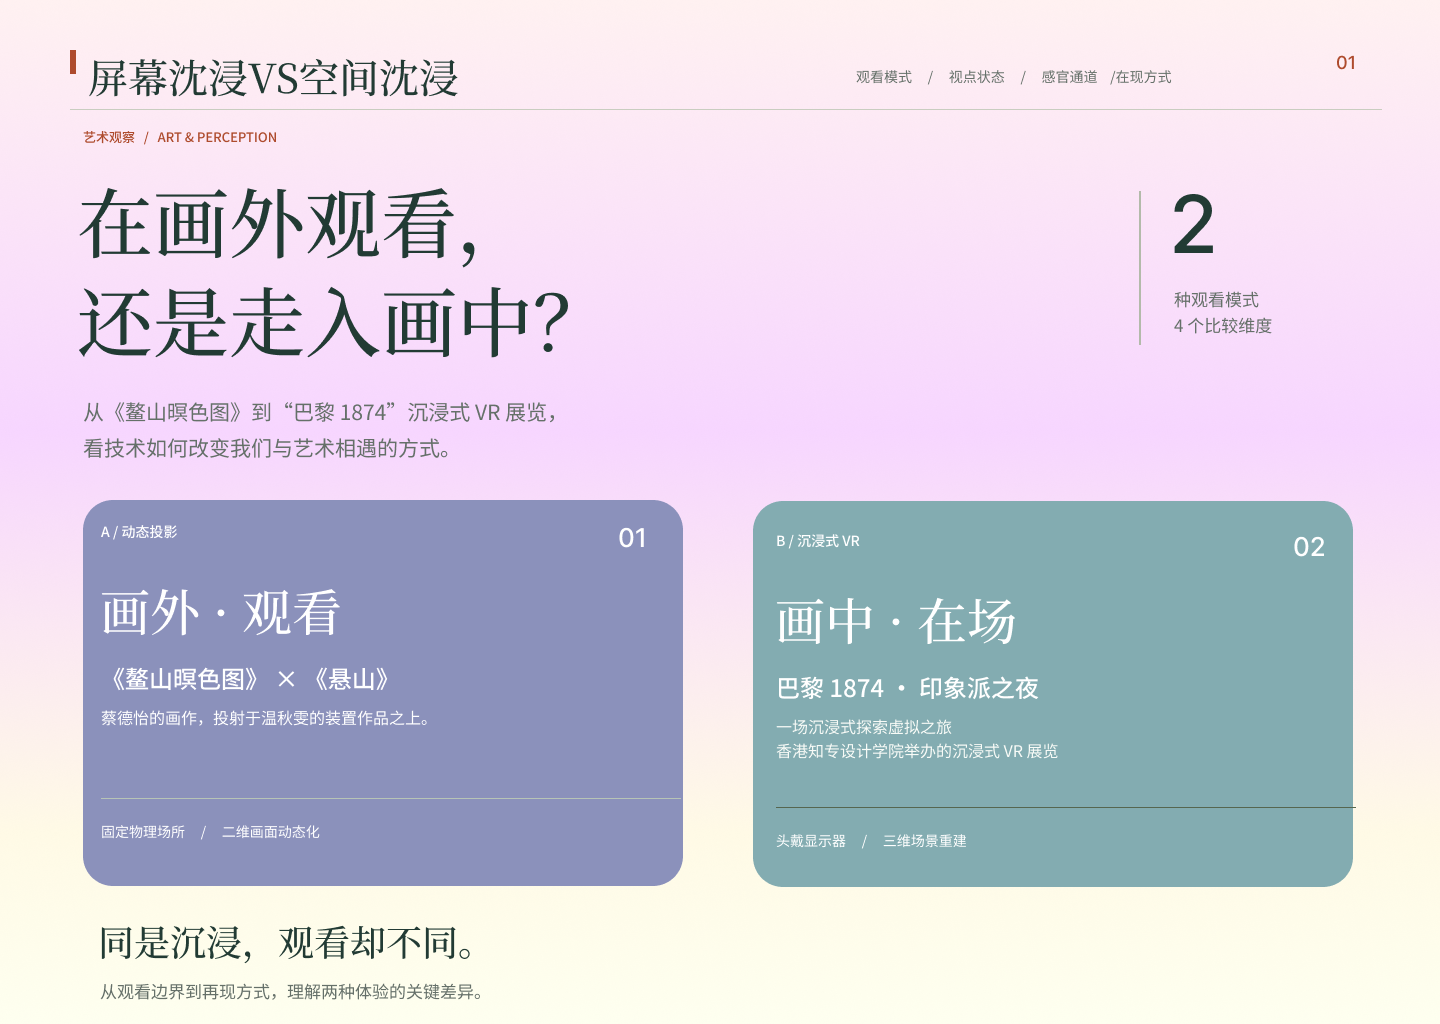 屏幕沈浸VS空间沈浸
观看模式 / 视点状态 / 感官通道 /在现方式
01
艺术观察 / ART & PERCEPTION
在画外观看，
还是走入画中？
2
种观看模式
4 个比较维度
从《鳌山暝色图》到“巴黎 1874”沉浸式 VR 展览，
看技术如何改变我们与艺术相遇的方式。
A / 动态投影
01
画外 · 观看
《鳌山暝色图》 × 《悬山》
蔡德怡的画作，投射于温秋雯的装置作品之上。
固定物理场所 / 二维画面动态化
B / 沉浸式 VR
02
画中 · 在场
巴黎 1874 · 印象派之夜
一场沉浸式探索虚拟之旅
香港知专设计学院举办的沉浸式 VR 展览
头戴显示器 / 三维场景重建
同是沉浸，观看却不同。
从观看边界到再现方式，理解两种体验的关键差异。